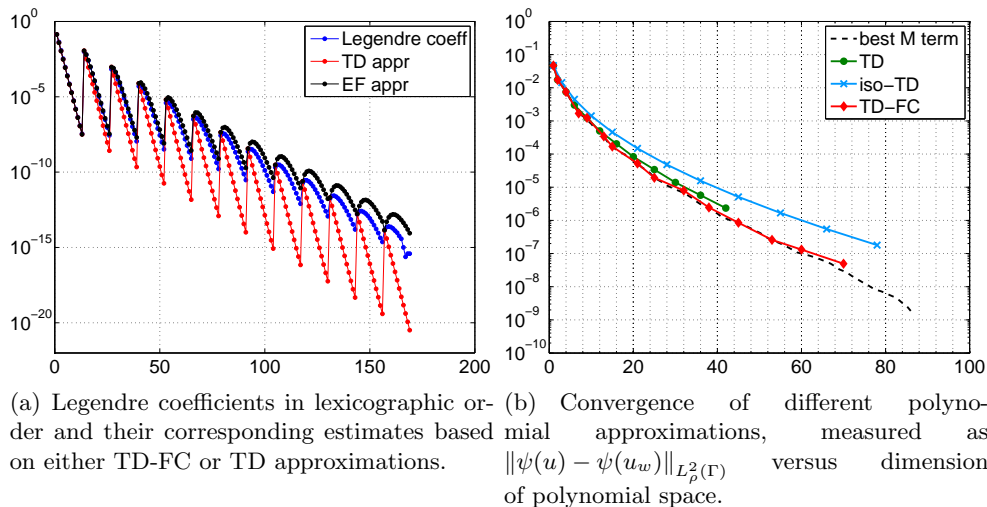 10^0
10^−5
10^−10
10^−15
10^−20
0 50 100 150 200
Legendre coeff
TD appr
EF appr
10^0
10^−1
10^−2
10^−3
10^−4
10^−5
10^−6
10^−7
10^−8
10^−9
10^−10
0 20 40 60 80 100
best M term
TD
iso−TD
TD−FC
(a) Legendre coefficients in lexicographic or-
der and their corresponding estimates based
on either TD-FC or TD approximations.
(b) Convergence of different polyno-
mial approximations, measured as
‖ψ(u) − ψ(u_w)‖_{L²_ρ(Γ)} versus dimension
of polynomial space.